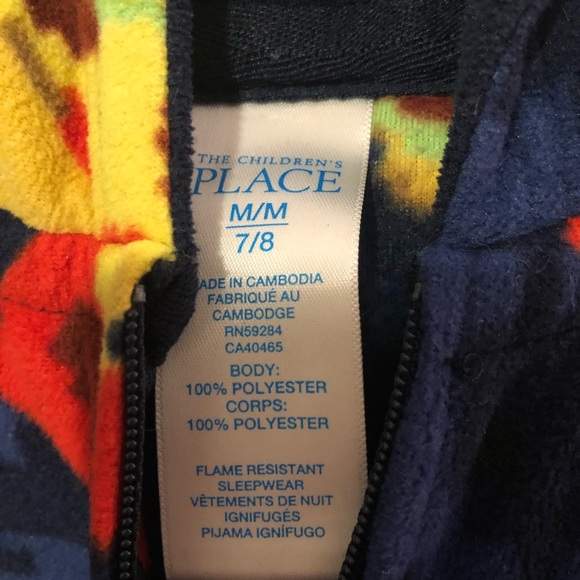 THE CHILDREN'S
PLACE
M/M
7/8
MADE IN CAMBODIA
FABRIQUÉ AU
CAMBODGE
RN59284
CA40465
BODY:
100% POLYESTER
CORPS:
100% POLYESTER
FLAME RESISTANT
SLEEPWEAR
VÊTEMENTS DE NUIT
IGNIFUGÉS
PIJAMA IGNÍFUGO